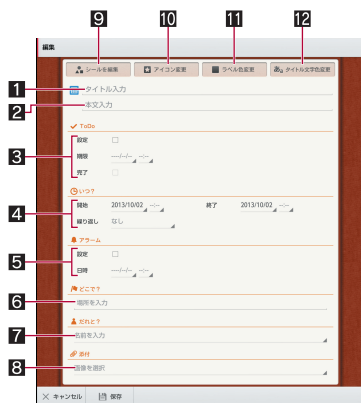 9 10 11 12
編集
シールを編集 アイコン変更 ラベル色変更 あa タイトル文字色変更
1 タイトル入力
2 本文入力
ToDo
3 設定
期限 ---/--/-- --:--
完了
いつ?
4 開始 2013/10/02 --:-- 終了 2013/10/02 --:--
繰り返し なし
アラーム
5 設定
日時 ---/--/-- --:--
どこで?
6 場所を入力
だれと?
7 名前を入力
添付
8 画像を選択
キャンセル 保存